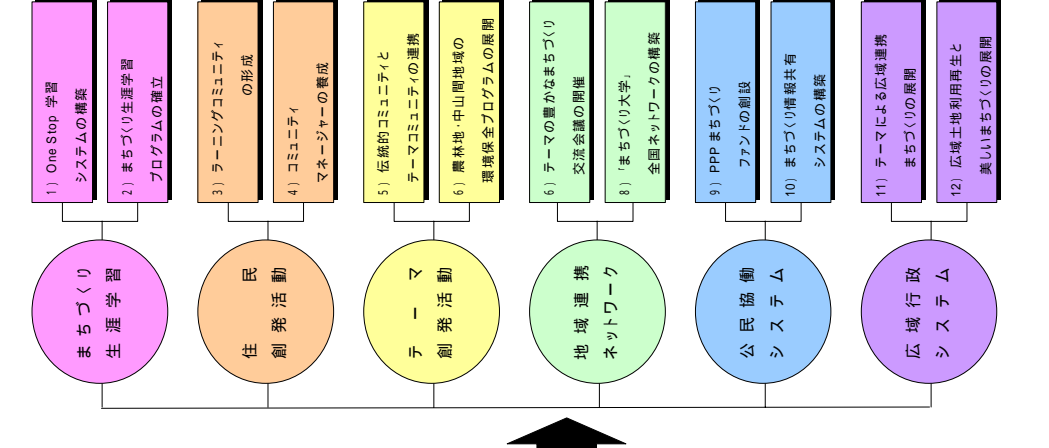 まちづくり
生涯学習
1) One Stop 学習
システムの構築
2) まちづくり生涯学習
プログラムの確立
住民
創発活動
3) ラーニングコミュニティ
の形成
4) コミュニティ
マネージャーの養成
テーマ
創発活動
5) 伝統的コミュニティと
テーマコミュニティの連携
6) 農林地・中山間地域の
環境保全プログラムの展開
地域連携
ネットワーク
6) テーマの豊かなまちづくり
交流会議の開催
8)「まちづくり大学」
全国ネットワークの構築
公民協働
システム
9) PPP まちづくり
ファンドの創設
10) まちづくり情報共有
システムの構築
広域行政
システム
11) テーマによる広域連携
まちづくりの展開
12) 広域土地利用再生と
美しいまちづくりの展開